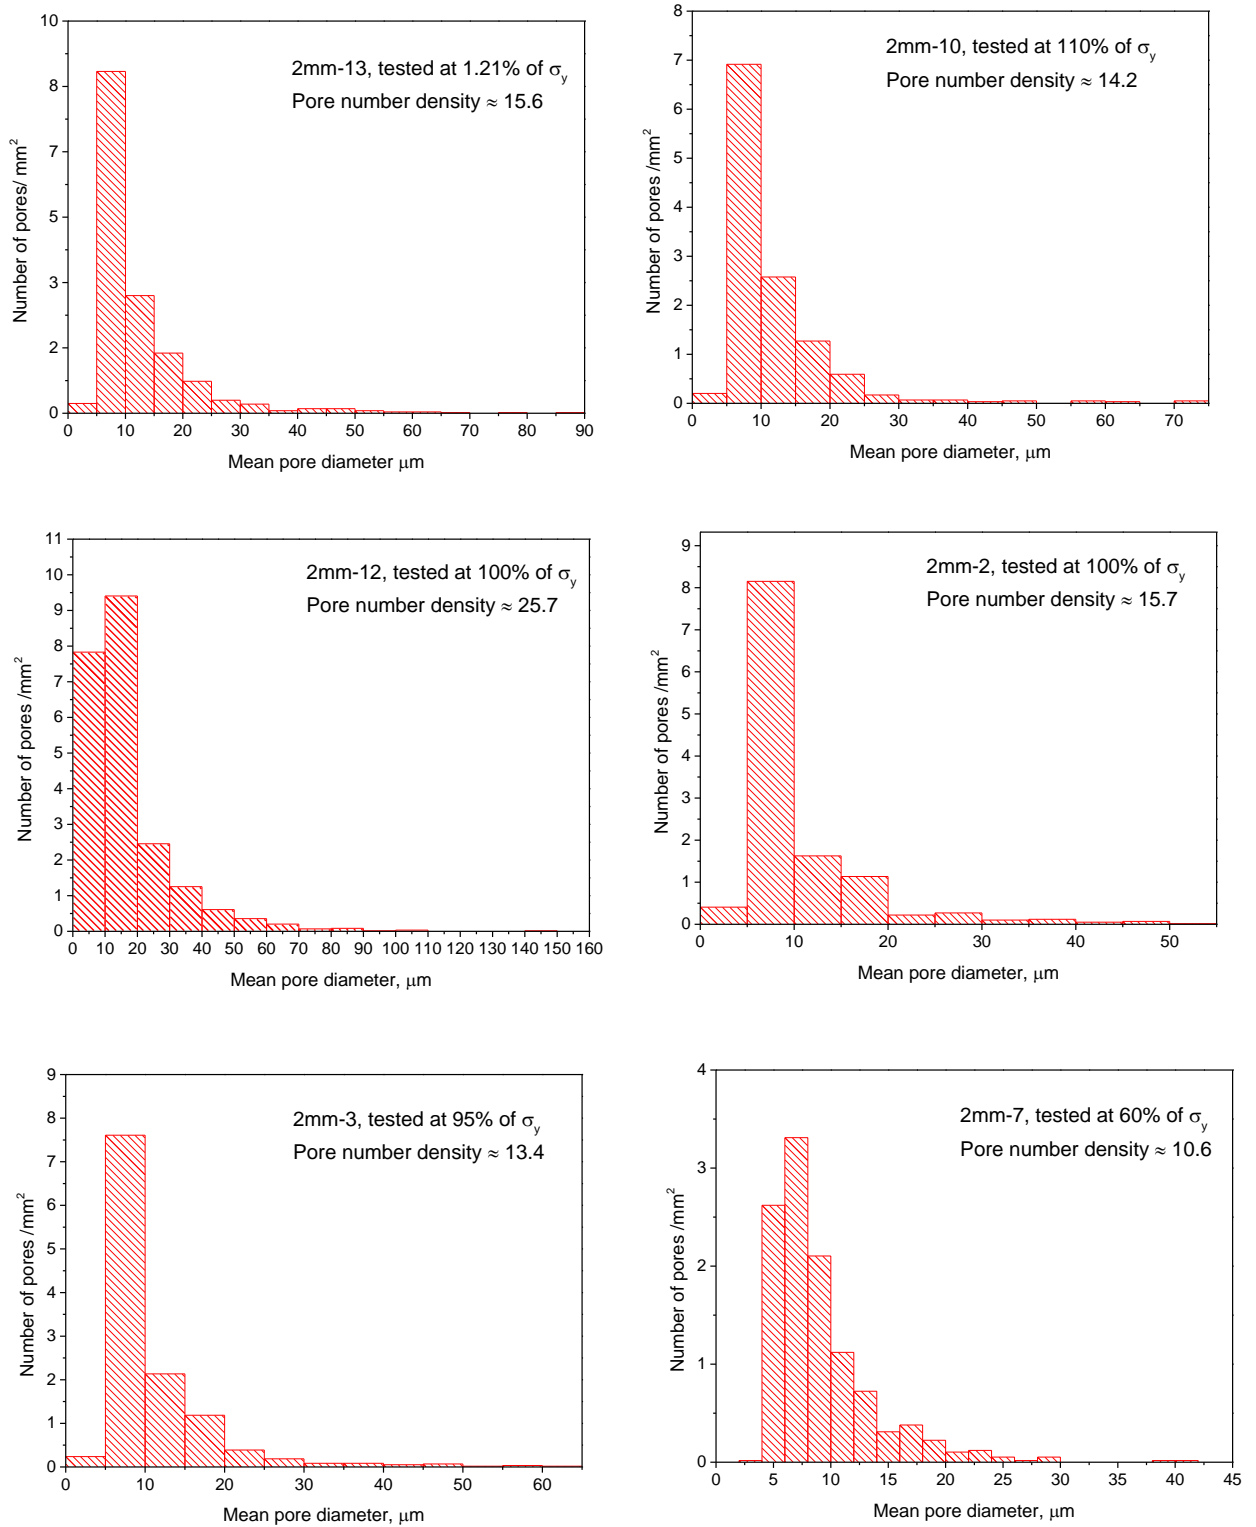 2mm-13, tested at 1.21% of σy
Pore number density ≈ 15.6
Number of pores/ mm²
10
8
7
5
3
2
0
0 10 20 30 40 50 60 70 80 90
Mean pore diameter μm
2mm-10, tested at 110% of σy
Pore number density ≈ 14.2
Number of pores /mm²
8
7
6
5
4
3
2
1
0
0 10 20 30 40 50 60 70
Mean pore diameter, μm
2mm-12, tested at 100% of σy
Pore number density ≈ 25.7
Number of pores /mm²
11
10
9
8
7
6
5
4
3
2
1
0
0 10 20 30 40 50 60 70 80 90 100 110 120 130 140 150 160
Mean pore diameter, μm
2mm-2, tested at 100% of σy
Pore number density ≈ 15.7
Number of pores /mm²
9
8
7
6
5
4
3
2
1
0
0 10 20 30 40 50
Mean pore diameter, μm
2mm-3, tested at 95% of σy
Pore number density ≈ 13.4
Number of pores /mm²
9
8
7
6
5
4
3
2
1
0
0 10 20 30 40 50 60
Mean pore diameter, μm
2mm-7, tested at 60% of σy
Pore number density ≈ 10.6
Number of pores /mm²
4
3
2
1
0
0 5 10 15 20 25 30 35 40 45
Mean pore diameter, μm